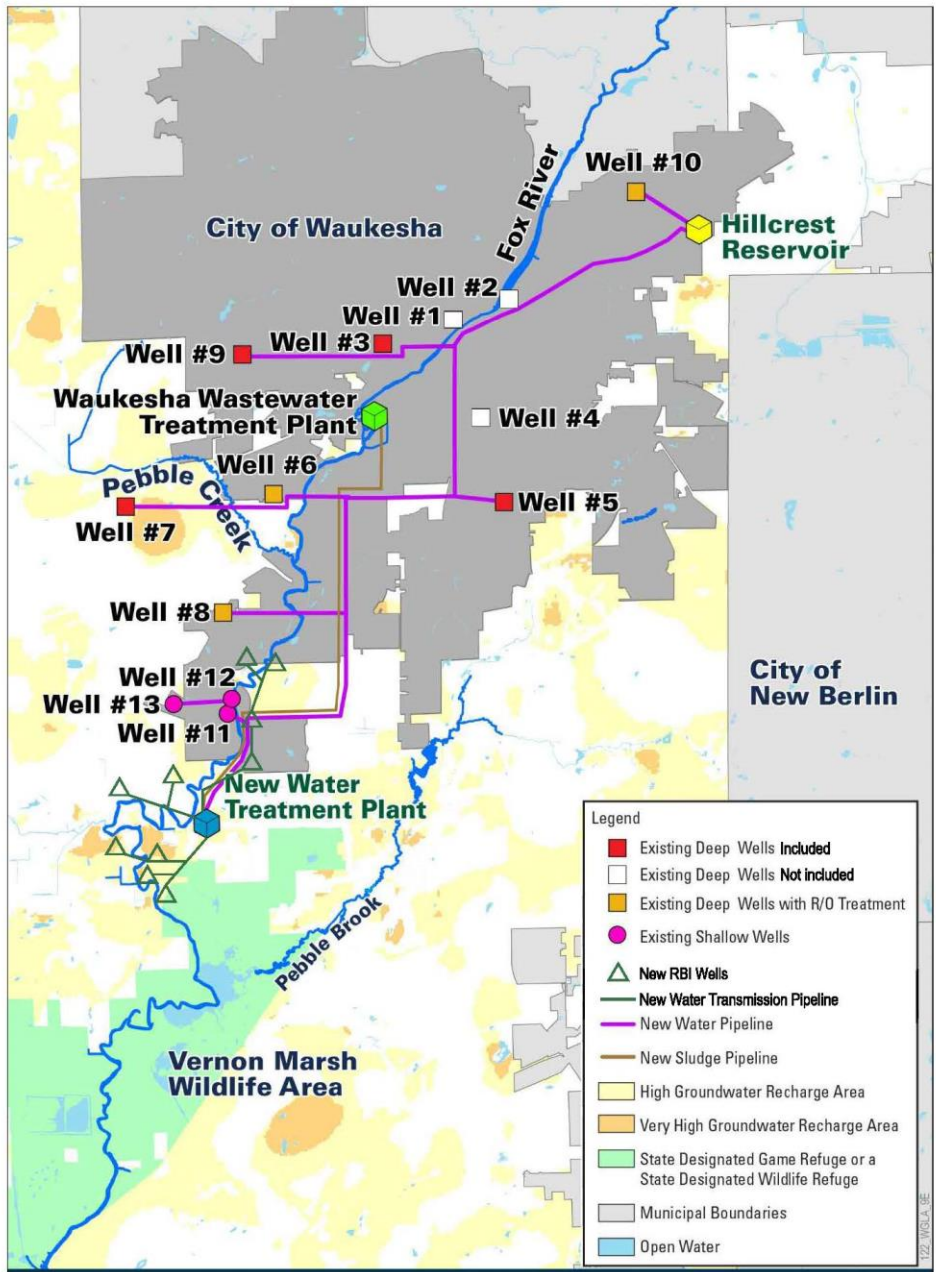 Well #10
Fox River
City of Waukesha
Hillcrest
Reservoir
Well #2
Well #1
Well #3
Well #9
Waukesha Wastewater
Treatment Plant
Well #4
Well #6
Pebble Creek
Well #5
Well #7
Well #8
Well #12
Well #13
Well #11
City of
New Berlin
New Water
Treatment Plant
Pebble Brook
Vernon Marsh
Wildlife Area
Legend
Existing Deep Wells Included
Existing Deep Wells Not included
Existing Deep Wells with R/O Treatment
Existing Shallow Wells
New RBI Wells
New Water Transmission Pipeline
New Water Pipeline
New Sludge Pipeline
High Groundwater Recharge Area
Very High Groundwater Recharge Area
State Designated Game Refuge or a
State Designated Wildlife Refuge
Municipal Boundaries
Open Water
122_WGLA_9E